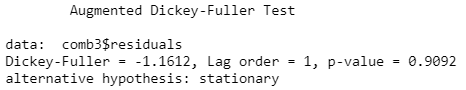 Augmented Dickey-Fuller Test
data: comb3$residuals
Dickey-Fuller = -1.1612, Lag order = 1, p-value = 0.9092
alternative hypothesis: stationary